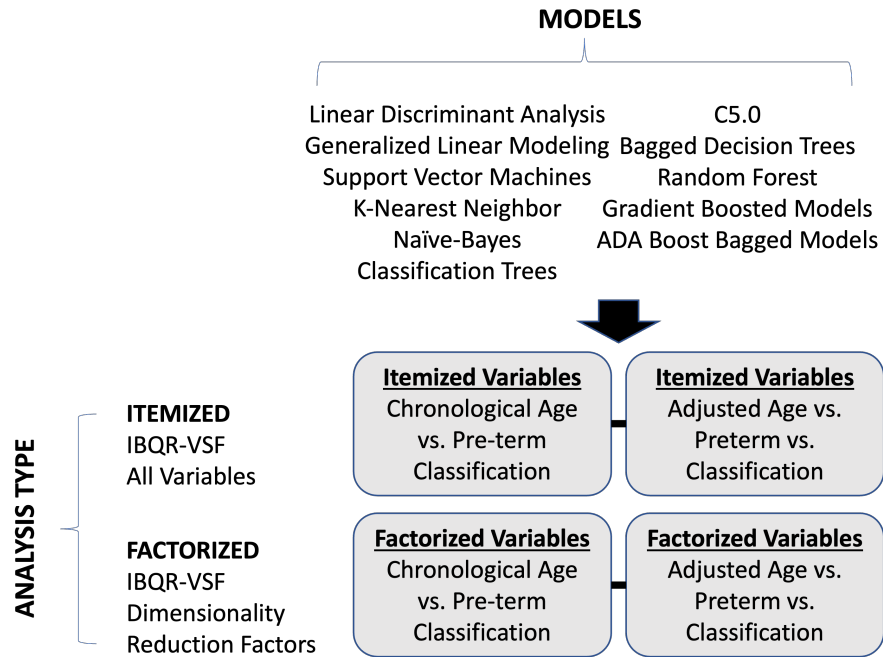 MODELS
Linear Discriminant Analysis
Generalized Linear Modeling
Support Vector Machines
K-Nearest Neighbor
Naïve-Bayes
Classification Trees
C5.0
Bagged Decision Trees
Random Forest
Gradient Boosted Models
ADA Boost Bagged Models
ANALYSIS TYPE
ITEMIZED
IBQR-VSF
All Variables
Itemized Variables
Chronological Age
vs. Pre-term
Classification
Itemized Variables
Adjusted Age vs.
Preterm vs.
Classification
FACTORIZED
IBQR-VSF
Dimensionality
Reduction Factors
Factorized Variables
Chronological Age
vs. Pre-term
Classification
Factorized Variables
Adjusted Age vs.
Preterm vs.
Classification